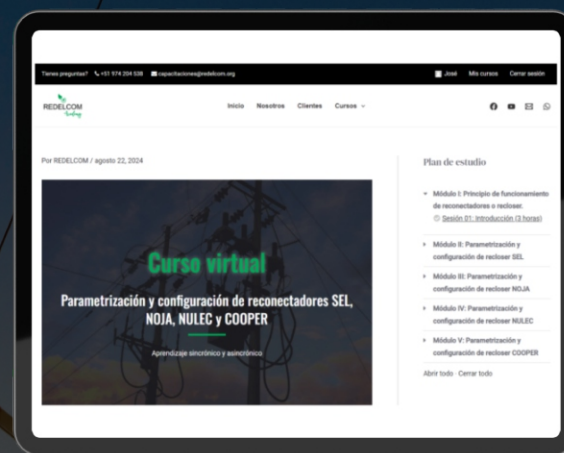 Tienes preguntas? +51 974 204 538 capacitaciones@redelcom.org
José Mis cursos Cerrar sesión
REDELCOM
Inicio Nosotros Clientes Cursos
Por REDELCOM / agosto 22, 2024
Curso virtual
Parametrización y configuración de reconectadores SEL,
NOJA, NULEC y COOPER
Aprendizaje sincrónico y asincrónico
Plan de estudio
Módulo I: Principio de funcionamiento
de reconectadores o recloser.
Sesión 01: Introducción (3 horas)
Módulo II: Parametrización y
configuración de recloser SEL
Módulo III: Parametrización y
configuración de recloser NOJA
Módulo IV: Parametrización y
configuración de recloser NULEC
Módulo V: Parametrización y
configuración de recloser COOPER
Abrir todo Cerrar todo